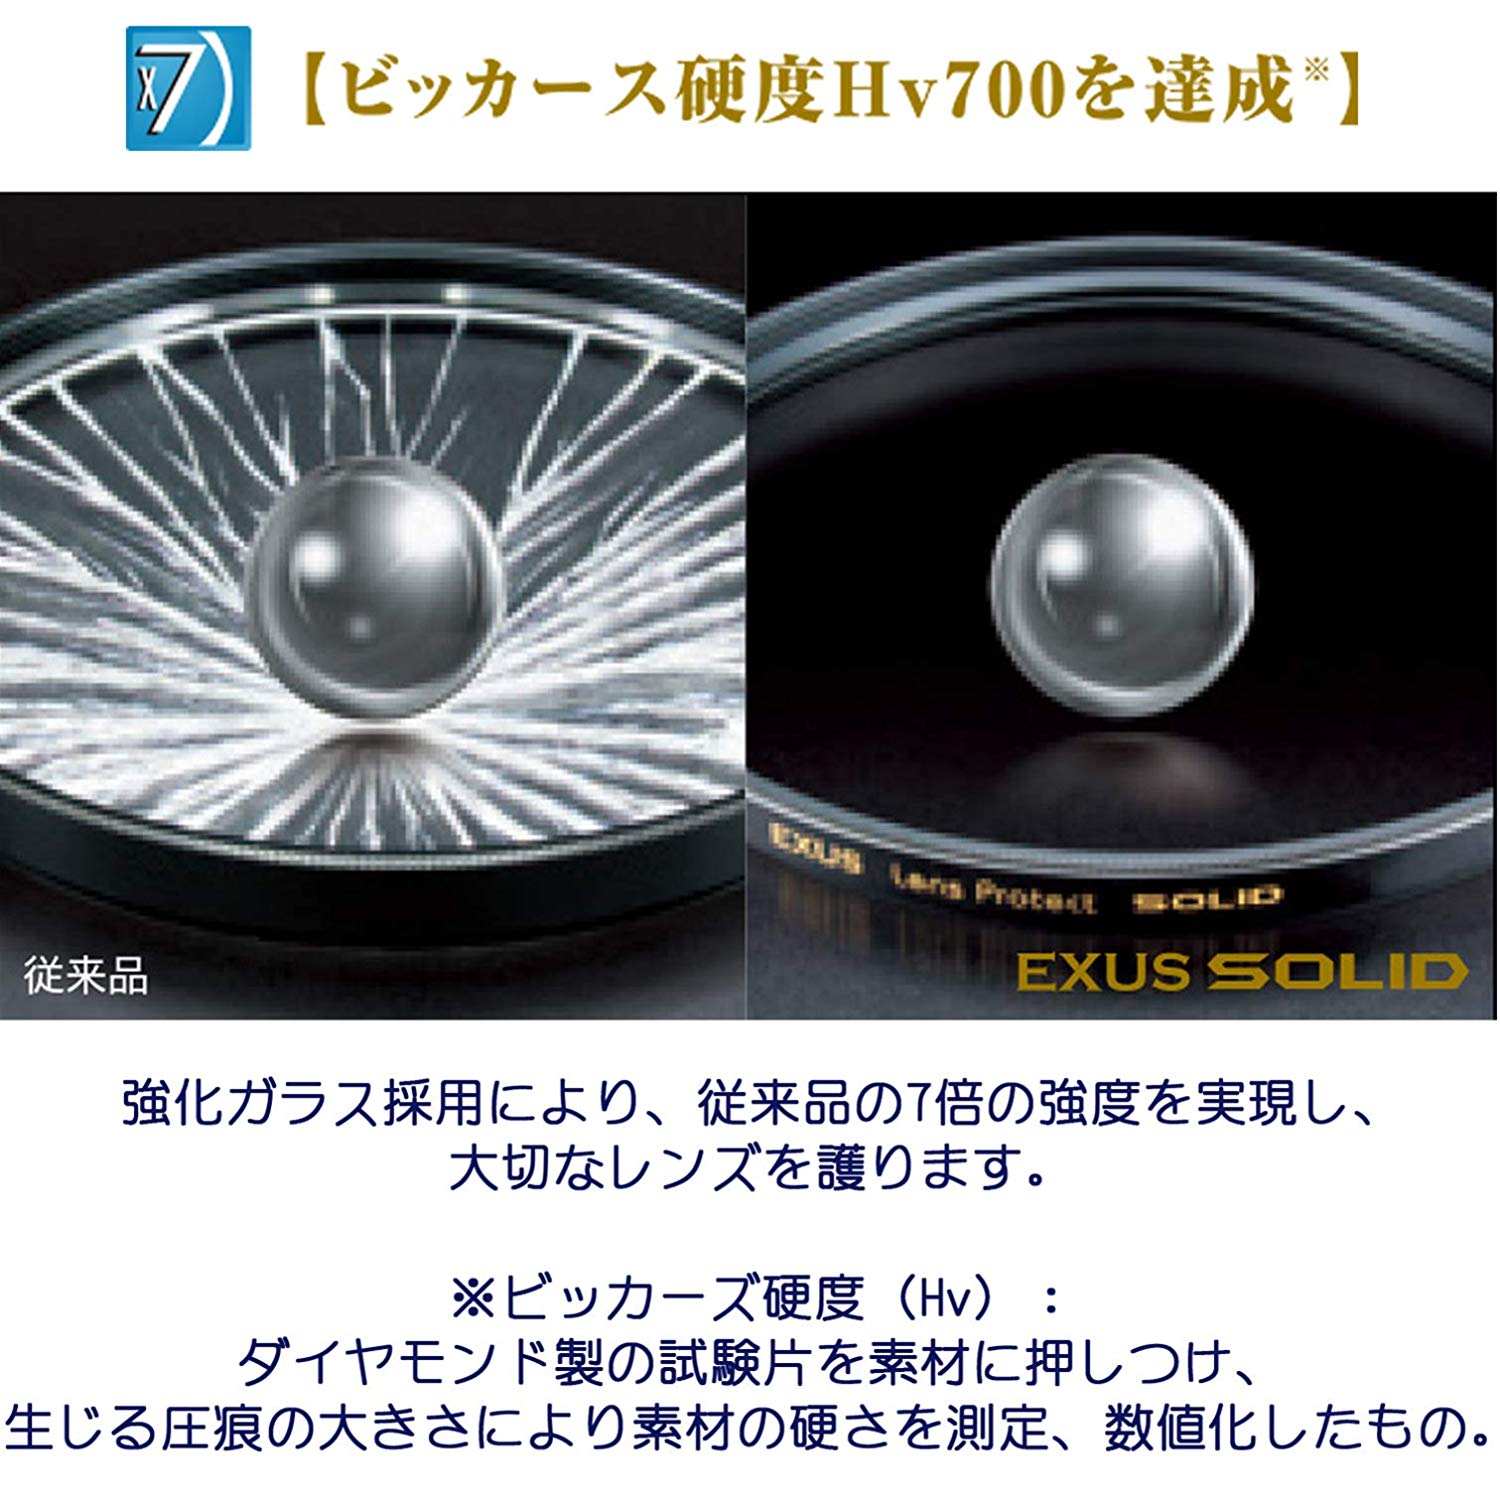 x7
【ビッカース硬度Hv700を達成※】
EXUS Lens Protect SOLID
従来品
EXUS SOLID
強化ガラス採用により、従来品の7倍の強度を実現し、
大切なレンズを護ります。
※ビッカーズ硬度（Hv）：
ダイヤモンド製の試験片を素材に押しつけ、
生じる圧痕の大きさにより素材の硬さを測定、数値化したもの。